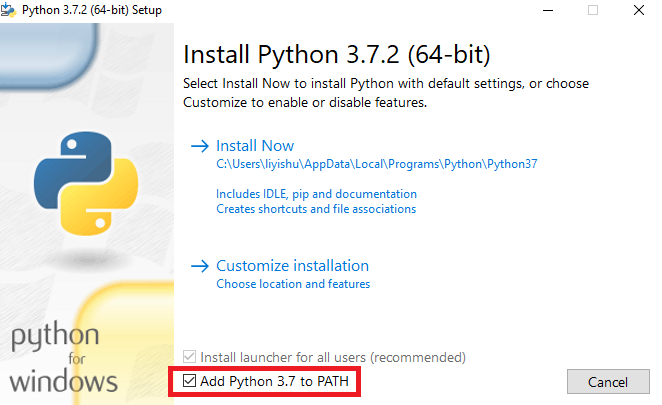 Python 3.7.2 (64-bit) Setup
Install Python 3.7.2 (64-bit)
Select Install Now to install Python with default settings, or choose
Customize to enable or disable features.
Install Now
C:\Users\liyishu\AppData\Local\Programs\Python\Python37
Includes IDLE, pip and documentation
Creates shortcuts and file associations
Customize installation
Choose location and features
python
for
windows
Install launcher for all users (recommended)
Add Python 3.7 to PATH
Cancel